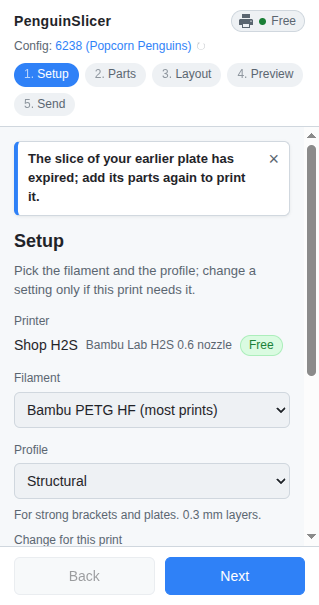 PenguinSlicer
Free
Config: 6238 (Popcorn Penguins)
1. Setup
2. Parts
3. Layout
4. Preview
5. Send
The slice of your earlier plate has
expired; add its parts again to print
it.
×
Setup
Pick the filament and the profile; change a
setting only if this print needs it.
Printer
Shop H2S Bambu Lab H2S 0.6 nozzle Free
Filament
Bambu PETG HF (most prints)
Profile
Structural
For strong brackets and plates. 0.3 mm layers.
Change for this print
Back
Next